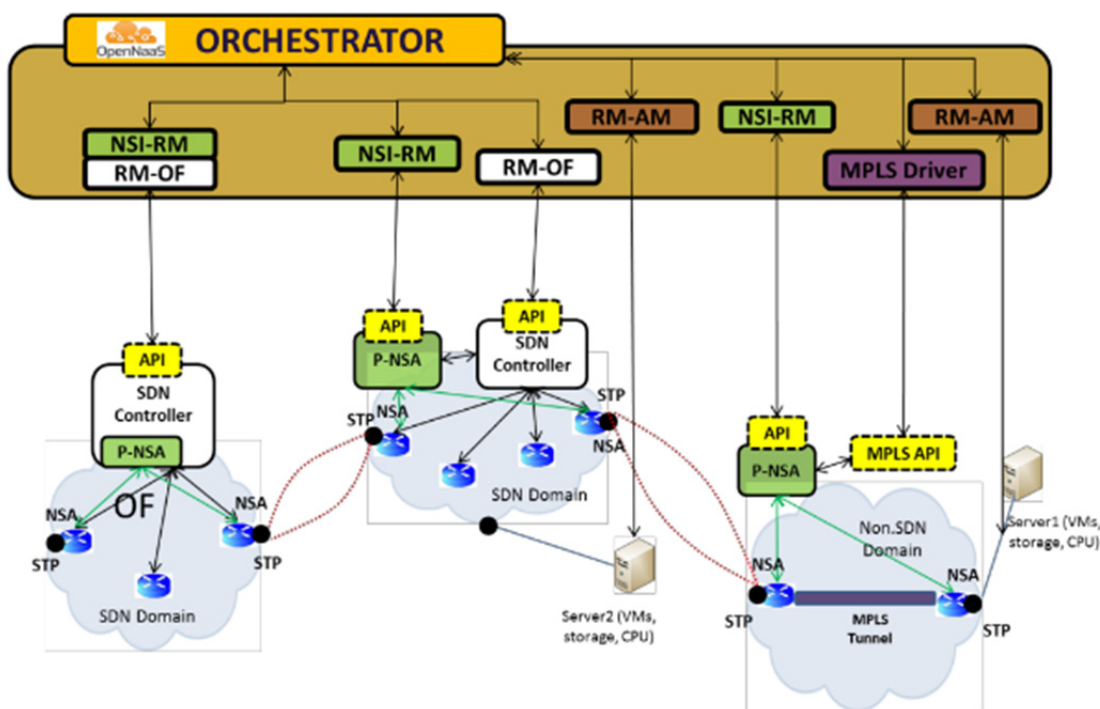 OpenNaaS
ORCHESTRATOR
NSI-RM
RM-OF
NSI-RM
RM-OF
RM-AM
NSI-RM
MPLS Driver
RM-AM
API
SDN
Controller
P-NSA
OF
NSA
NSA
STP
STP
SDN Domain
API
P-NSA
API
SDN
Controller
STP
NSA
STP
NSA
SDN Domain
Server2 (VMs,
storage, CPU)
API
P-NSA
MPLS API
Non.SDN
Domain
NSA
NSA
STP
STP
MPLS
Tunnel
Server1 (VMs,
storage, CPU)